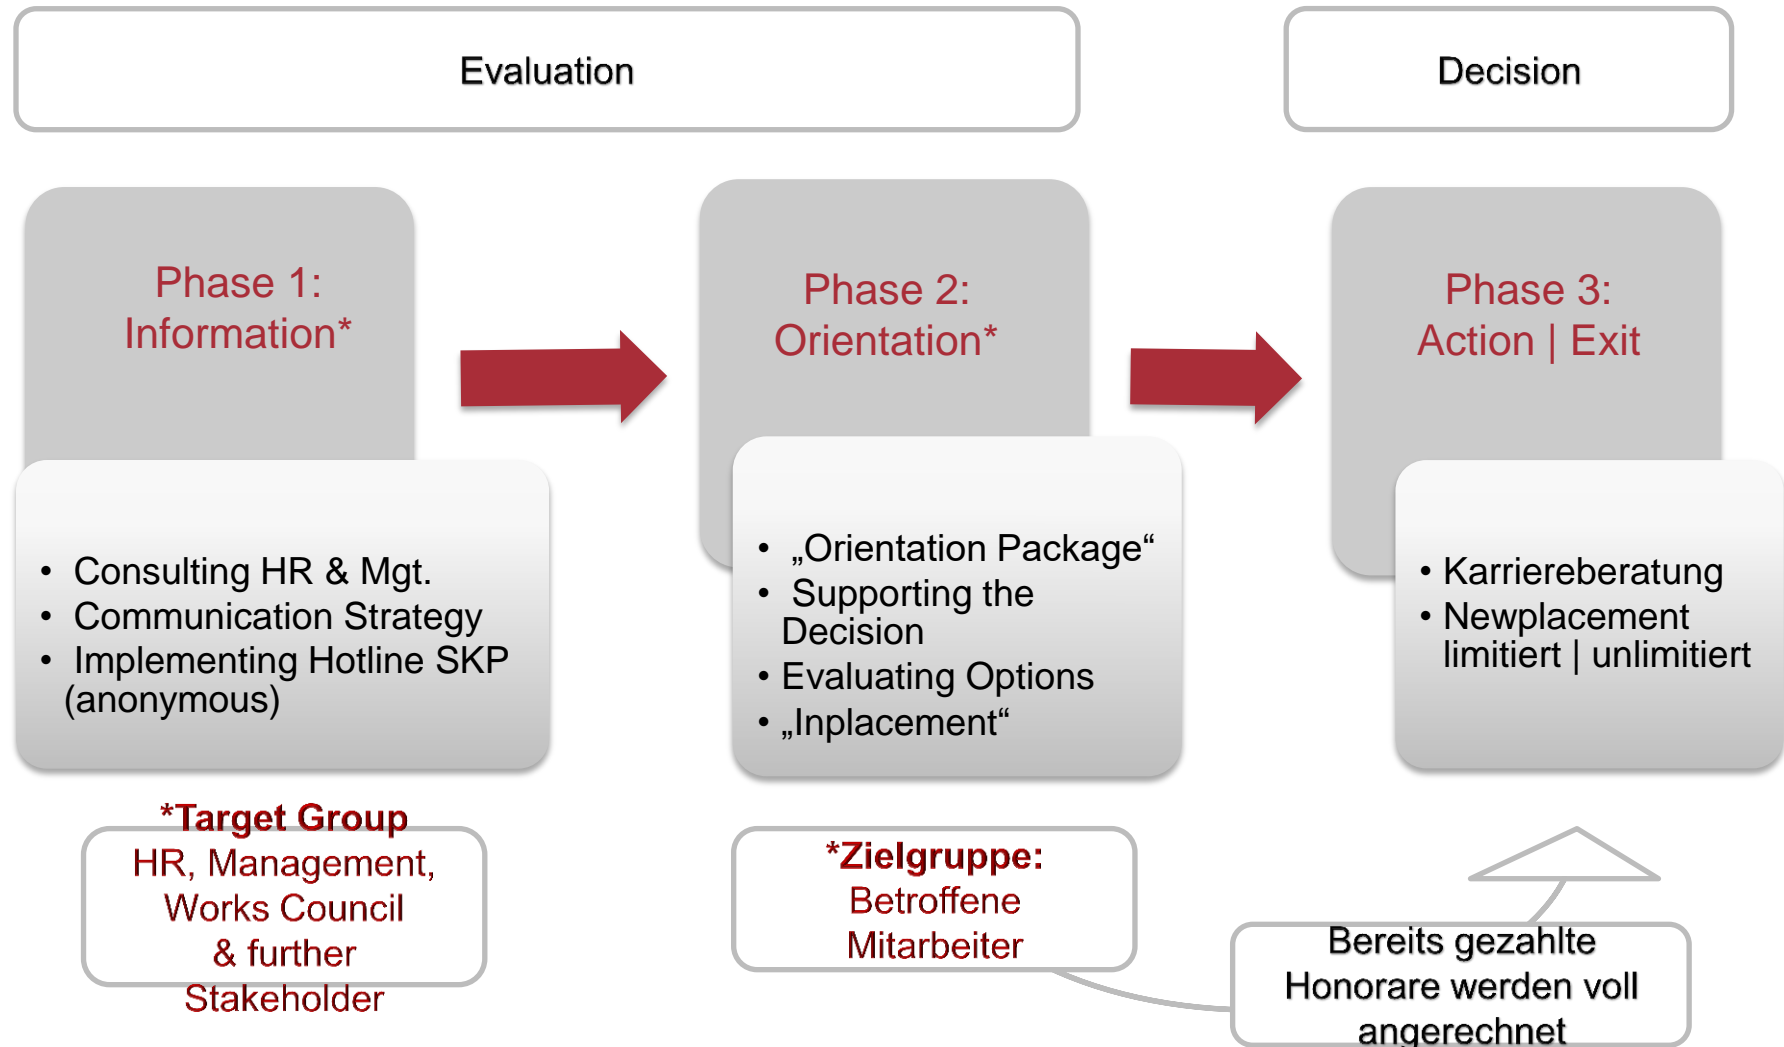 Evaluation
Decision
Phase 1:
Information*
Phase 2:
Orientation*
Phase 3:
Action | Exit
• Consulting HR & Mgt.
• Communication Strategy
• Implementing Hotline SKP
(anonymous)
• „Orientation Package“
• Supporting the
Decision
• Evaluating Options
• „Inplacement“
• Karriereberatung
• Newplacement
limitiert | unlimitiert
*Target Group
HR, Management,
Works Council
& further
Stakeholder
*Zielgruppe:
Betroffene
Mitarbeiter
Bereits gezahlte
Honorare werden voll
angerechnet